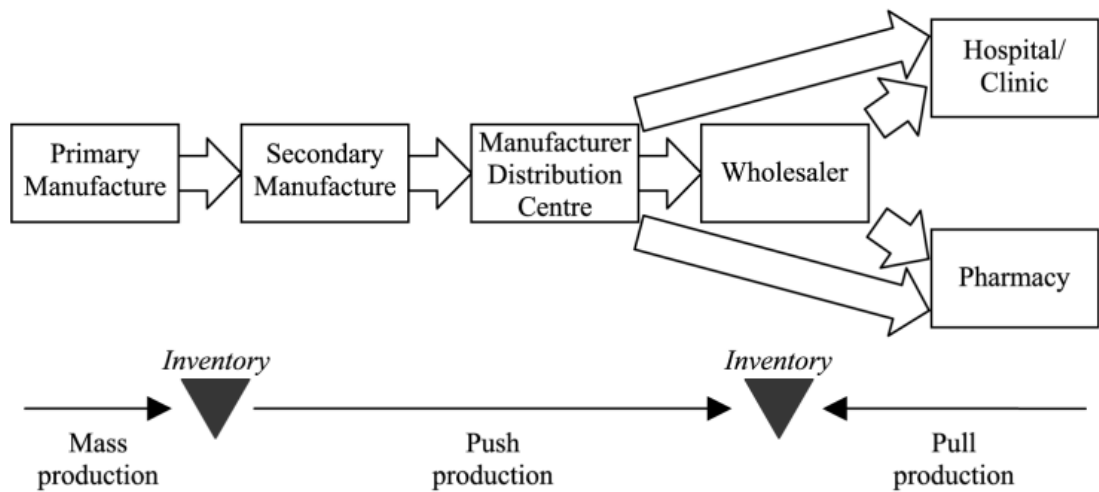 Hospital/
Clinic
Primary
Manufacture
Secondary
Manufacture
Manufacturer
Distribution
Centre
Wholesaler
Pharmacy
Inventory
Inventory
Mass
production
Push
production
Pull
production